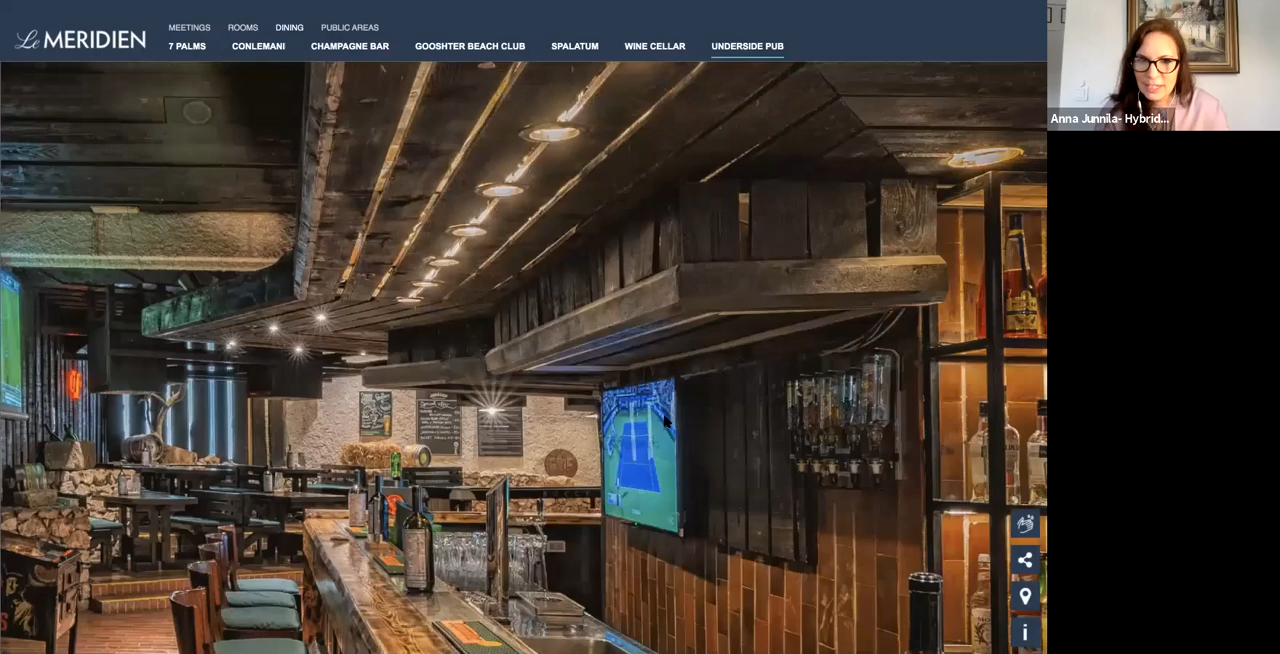 MEETINGS ROOMS DINING PUBLIC AREAS
Le MERIDIEN
7 PALMS CONLEMANI CHAMPAGNE BAR GOOSHTER BEACH CLUB SPALATUM WINE CELLAR UNDERSIDE PUB
Anna Junnila- Hybrid...
i